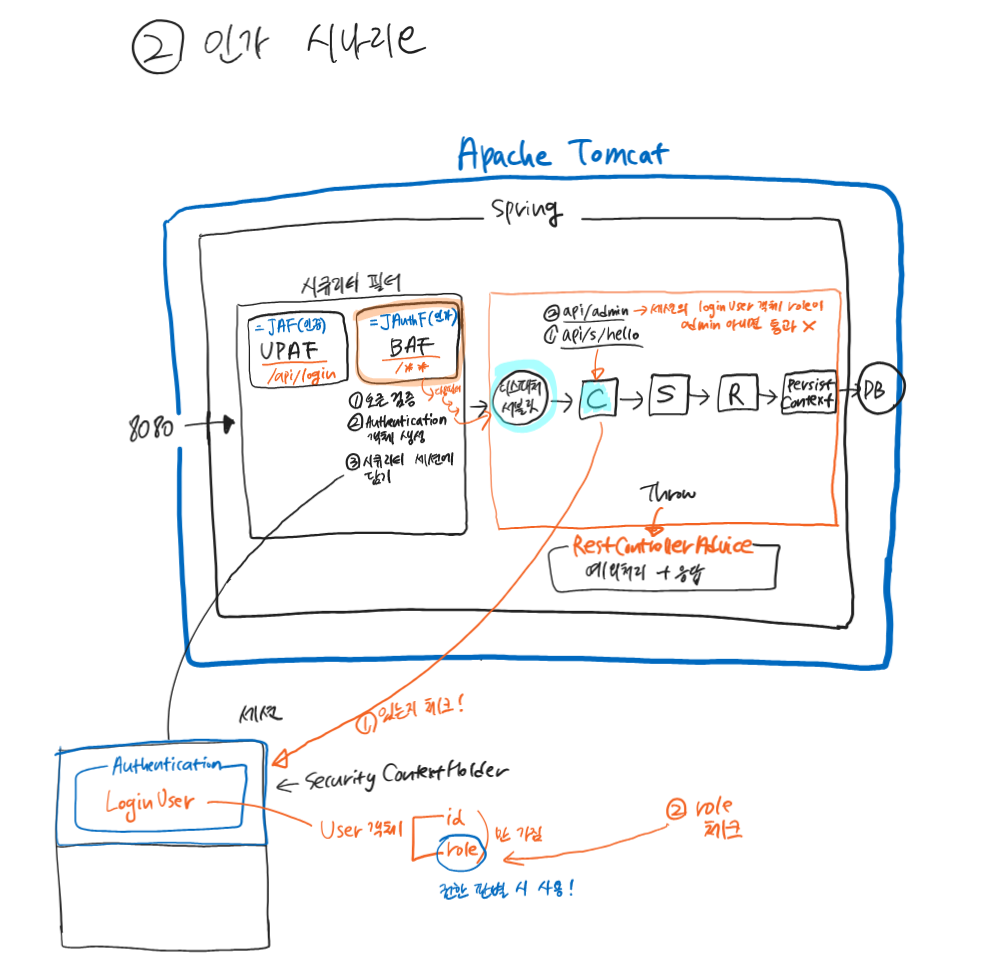 ② 인가 시나리오
Apache Tomcat
Spring
시큐리티 필터
= JAF(인증)
UPAF
/api/login
= JAuthF(인가)
BAF
/**
① 토큰 검증
② Authentication
객체 생성
③ 시큐리티 세션에
담기
8080
② api/admin → 세션의 loginUser 객체 role이
admin 아니면 통과 X
① api/s/hello
디스패처
서블릿
C
S
R
Persist
Context
DB
Throw
RestControllerAdvice
예외처리 + 응답
세션
① 있는지 체크!
Authentication
LoginUser
← Security ContextHolder
User 객체
id
role
만 가짐
② role
체크
권한 판별 시 사용!